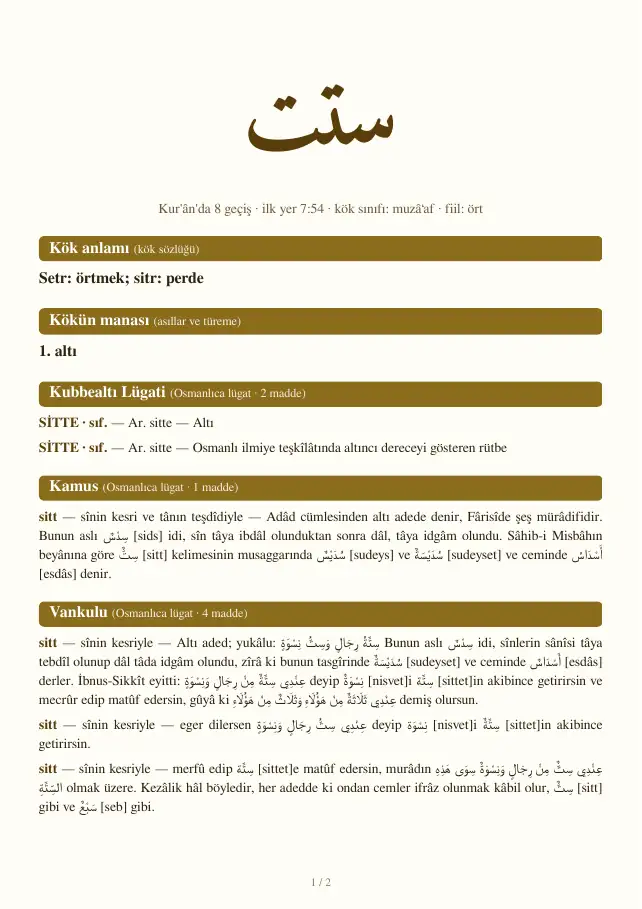 ستت
Kur'ân'da 8 geçiş · ilk yer 7:54 · kök sınıfı: muzâ'af · fiil: ört
Kök anlamı (kök sözlüğü)
Setr: örtmek; sitr: perde
Kökün manası (asıllar ve türeme)
1. altı
Kubbealtı Lügati (Osmanlıca lügat · 2 madde)
SİTTE · sıf. — Ar. sitte — Altı
SİTTE · sıf. — Ar. sitte — Osmanlı ilmiye teşkîlâtında altıncı dereceyi gösteren rütbe
Kamus (Osmanlıca lügat · 1 madde)
sitt — sînin kesri ve tânın teşdîdiyle — Adâd cümlesinden altı adede denir, Fârisîde şeş mürâdifidir.
Bunun aslı سِدْسٌ [sids] idi, sîn tâya ibdâl olunduktan sonra dâl, tâya idgâm olundu. Sâhib-i Misbâhın
beyânına göre سِتٌّ [sitt] kelimesinin musaggarında سُدَيْسٌ [sudeys] ve سُدَيْسَةٌ [sudeyset] ve ceminde أَسْدَاسٌ
[esdâs] denir.
Vankulu (Osmanlıca lügat · 4 madde)
sitt — sînin kesriyle — Altı aded; yukâlu: سِتَّةُ رِجَالٍ وَسِتُّ نِسْوَةٍ Bunun aslı سِدْسٌ idi, sînlerin sânîsi tâya
tebdîl olunup dâl tâda idgâm olundu, zîrâ ki bunun tasgîrinde سُدَيْسَةٌ [sudeyset] ve ceminde أَسْدَاسٌ [esdâs]
derler. İbnus-Sikkît eyitti: عِنْدِي سِتَّةٌ مِنْ رِجَالٍ وَنِسْوَةٍ deyip نِسْوَةٌ [nisvet]i سِتَّة [sittet]in akibince getirirsin ve
mecrûr edip matûf edersin, gûyâ ki عِنْدِي ثَلَاثَةٌ مِنْ هَؤُلَاءِ وَثَلَاثٌ مِنْ هَؤُلَاءِ demiş olursun.
sitt — sînin kesriyle — eger dilersen عِنْدِي سِتُّ رِجَالٍ وَنِسْوَةٍ deyip نِسْوَة [nisvet]i سِتَّةٌ [sittet]in akibince
getirirsin.
sitt — sînin kesriyle — merfû edip سِتَّة [sittet]e matûf edersin, murâdın عِنْدِي سِتٌّ مِنْ رِجَالٍ وَنِسْوَةٌ سِوَى هَذِهِ
السِّتَّةِ olmak üzere. Kezâlik hâl böyledir, her adedde ki ondan cemler ifrâz olunmak kâbil olur, سِتٌّ [sitt]
gibi ve سَبْعٌ [seb] gibi.
1 / 2